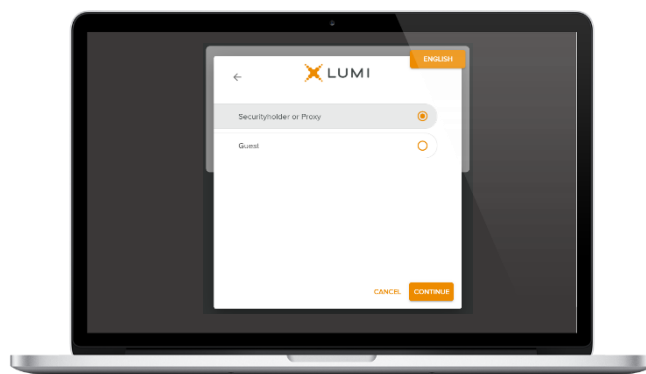 ENGLISH
LUMI
Securityholder or Proxy
Guest
CANCEL
CONTINUE